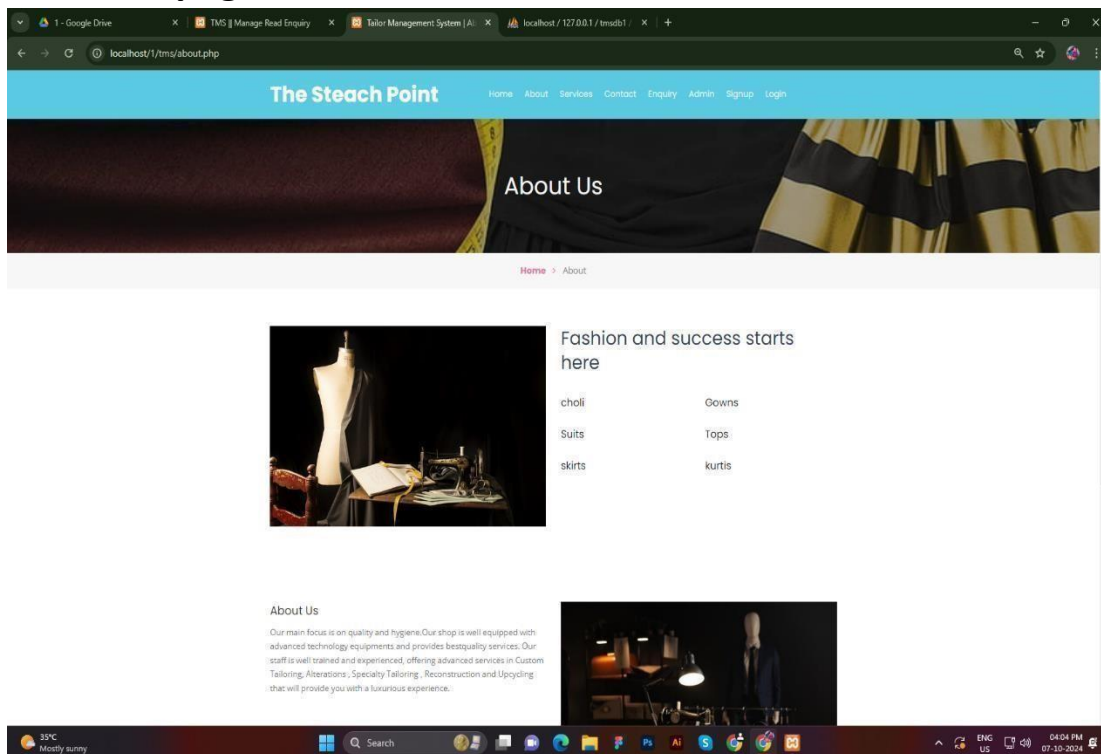 1 - Google Drive
TMS || Manage Read Enquiry
Tailor Management System | Ab
localhost / 127.0.0.1 / tmsdb1 /
localhost/1/tms/about.php
The Steach Point
Home About Services Contact Enquiry Admin Signup Login
About Us
Home > About
Fashion and success starts
here
choli Gowns
Suits Tops
skirts kurtis
About Us
Our main focus is on quality and hygiene.Our shop is well equipped with
advanced technology equipments and provides bestquality services. Our
staff is well trained and experienced, offering advanced services in Custom
Tailoring, Alterations , Specialty Tailoring , Reconstruction and Upcycling
that will provide you with a luxurious experience.
35°C
Mostly sunny
Search
Ps
Ai
S
ENG
US
04:04 PM
07-10-2024